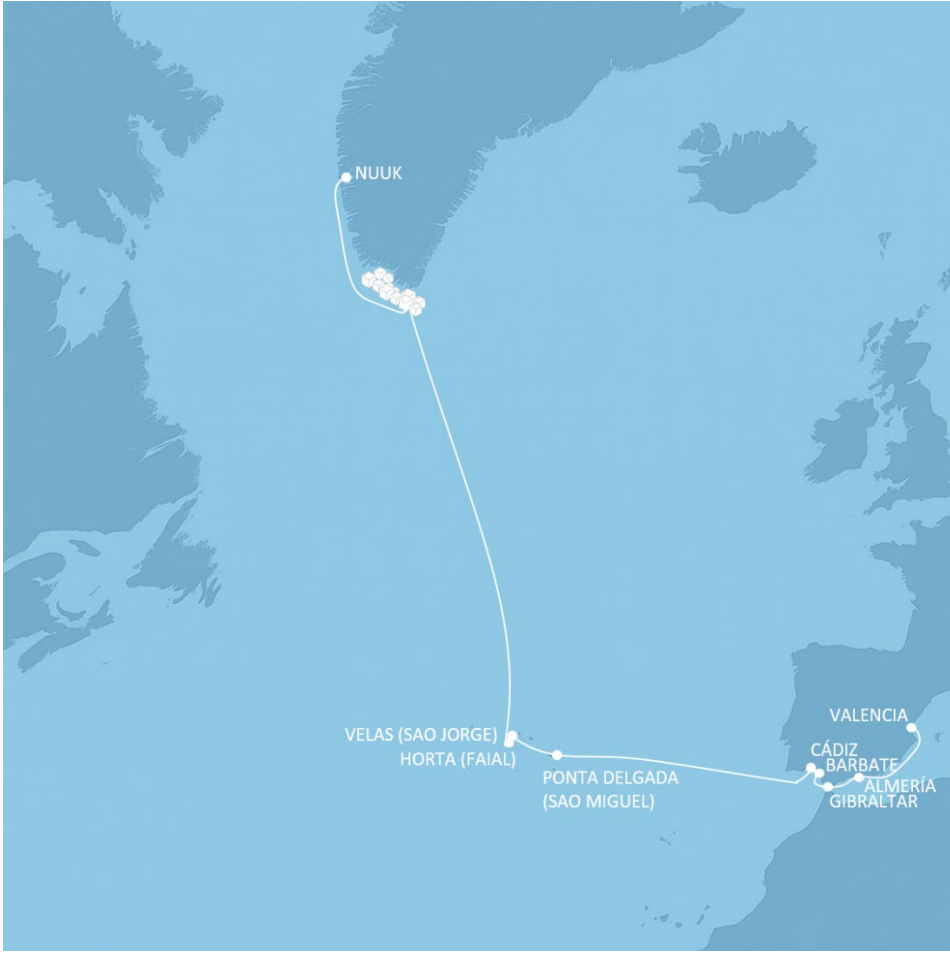 NUUK
VELAS (SAO JORGE)
HORTA (FAIAL)
PONTA DELGADA
(SAO MIGUEL)
VALENCIA
CÁDIZ
BARBATE
ALMERÍA
GIBRALTAR